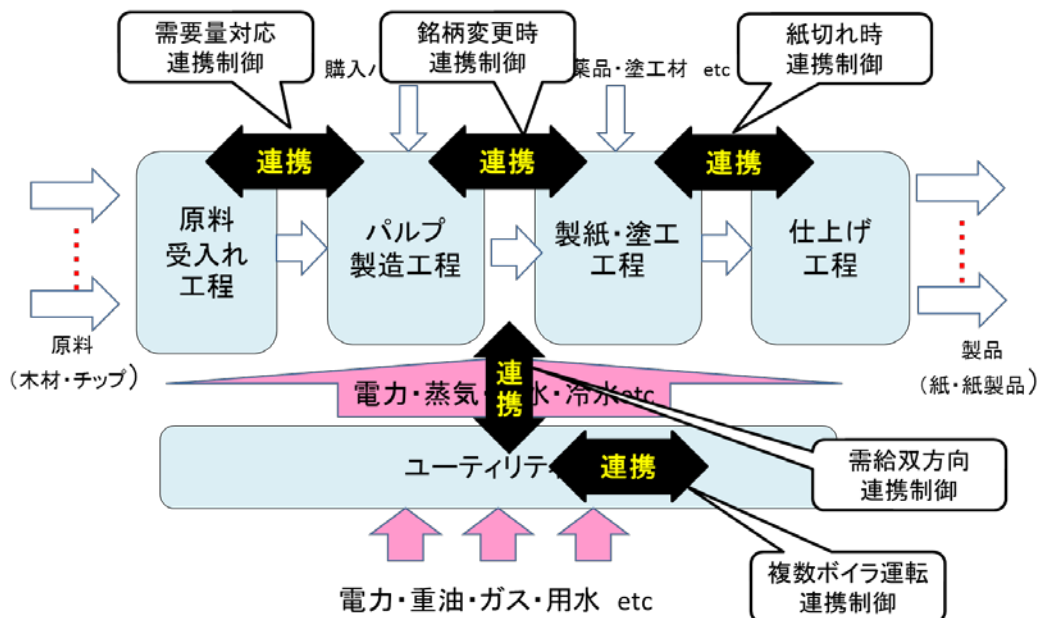 需要量対応
連携制御
銘柄変更時
連携制御
紙切れ時
連携制御
購入
薬品・塗工材 etc
連携
連携
連携
原料
受入れ
工程
パルプ
製造工程
製紙・塗工
工程
仕上げ
工程
原料
(木材・チップ)
製品
(紙・紙製品)
連携
電力・蒸気・水・冷水etc
ユーティリティ
連携
需給双方向
連携制御
複数ボイラ運転
連携制御
電力・重油・ガス・用水 etc